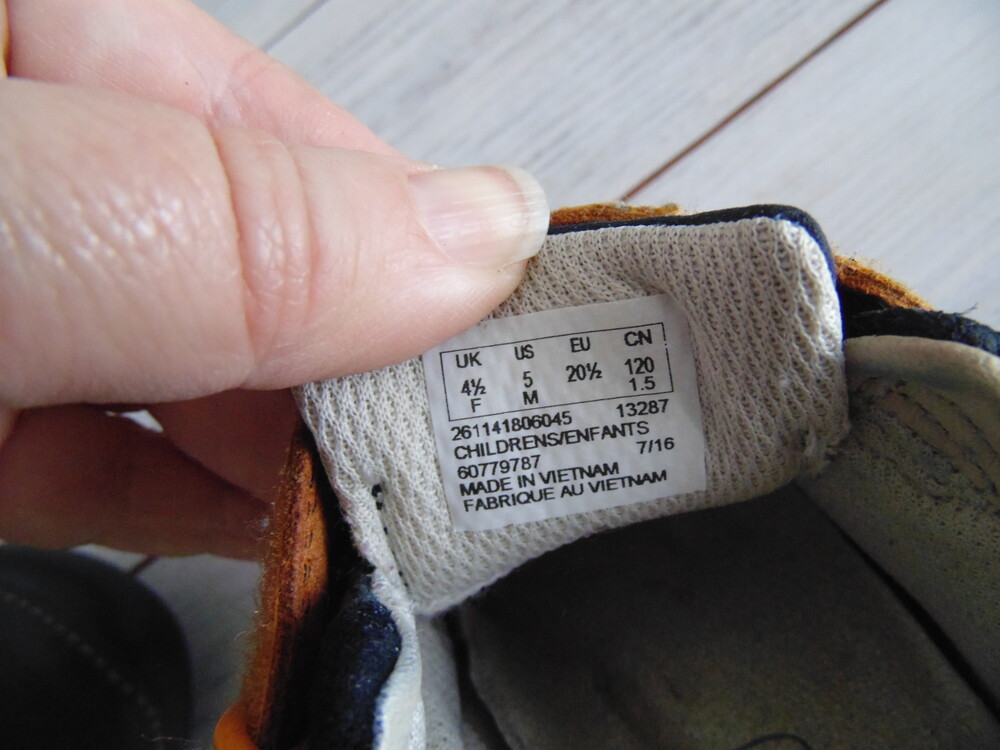 UK US EU CN
4½ 5 20½ 120
F M 1.5
261141806045 13287
CHILDRENS/ENFANTS
60779787 7/16
MADE IN VIETNAM
FABRIQUE AU VIETNAM